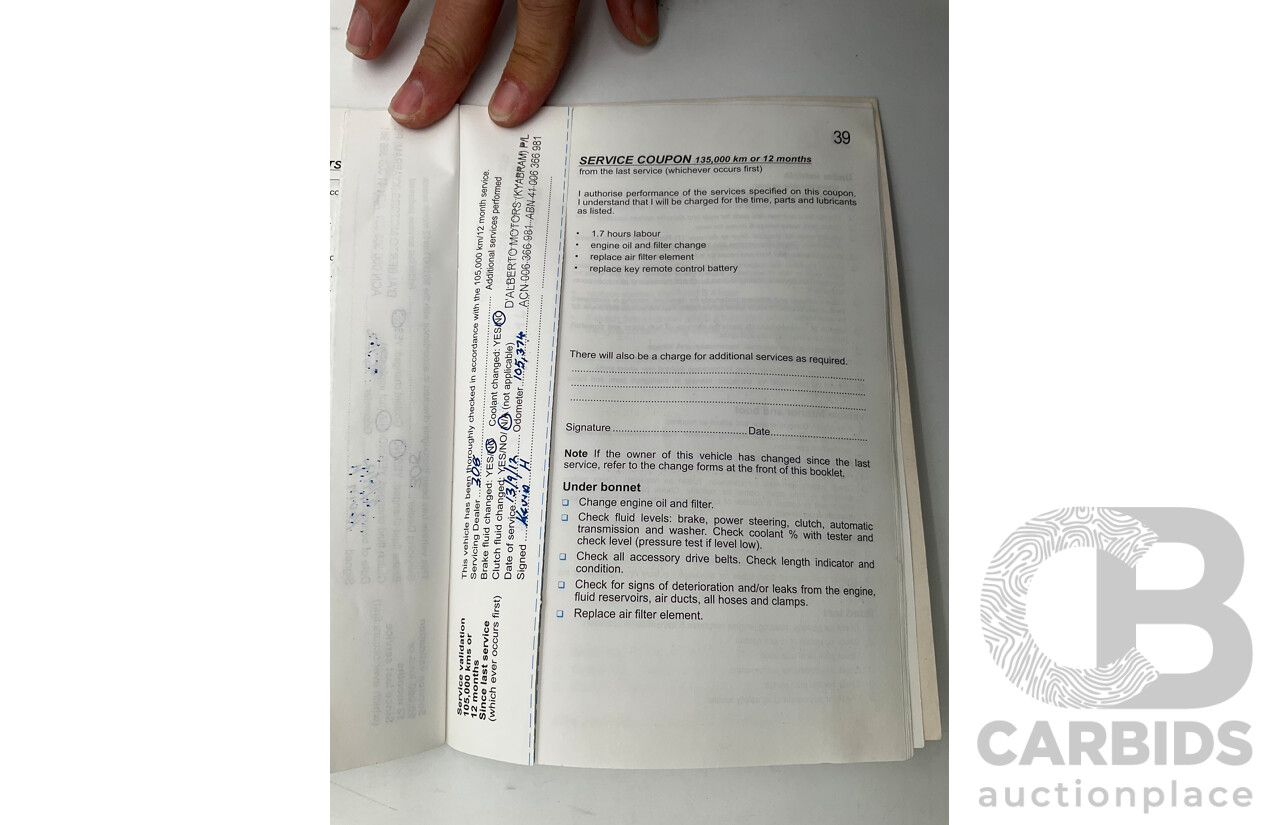 39
SERVICE COUPON 135,000 km or 12 months
from the last service (whichever occurs first)
I authorise performance of the services specified on this coupon,
I understand that I will be charged for the time, parts and lubricants
as listed.
• 1.7 hours labour
• engine oil and filter change
• replace air filter element
• replace key remote control battery
There will also be a charge for additional services as required.
Signature ............ Date............
Note If the owner of this vehicle has changed since the last
service, refer to the change forms at the front of this booklet.
Under bonnet
❑ Change engine oil and filter.
❑ Check fluid levels: brake, power steering, clutch, automatic
transmission and washer. Check coolant % with tester and
check level (pressure test if level low).
❑ Check all accessory drive belts. Check length indicator and
condition.
❑ Check for signs of deterioration and/or leaks from the engine,
fluid reservoirs, air ducts, all hoses and clamps.
❑ Replace air filter element.
Service validation
105,000 kms or
12 months
Since last service
(which ever occurs first)
This vehicle has been thoroughly checked in accordance with the 105,000 km/12 month service.
Servicing Dealer ... 308 ............ Additional services performed
Brake fluid changed: YES/NO Coolant changed: YES/NO
Clutch fluid changed: YES/NO/ N/A (not applicable)
D'ALBERTO MOTORS (KYABRAM) P/L
Date of service 13/9/12 ...... Odometer 105,374
ACN 006 366 981 ABN 41 006 366 981
Signed ... Kevin H
CB
CARBIDS
auctionplace